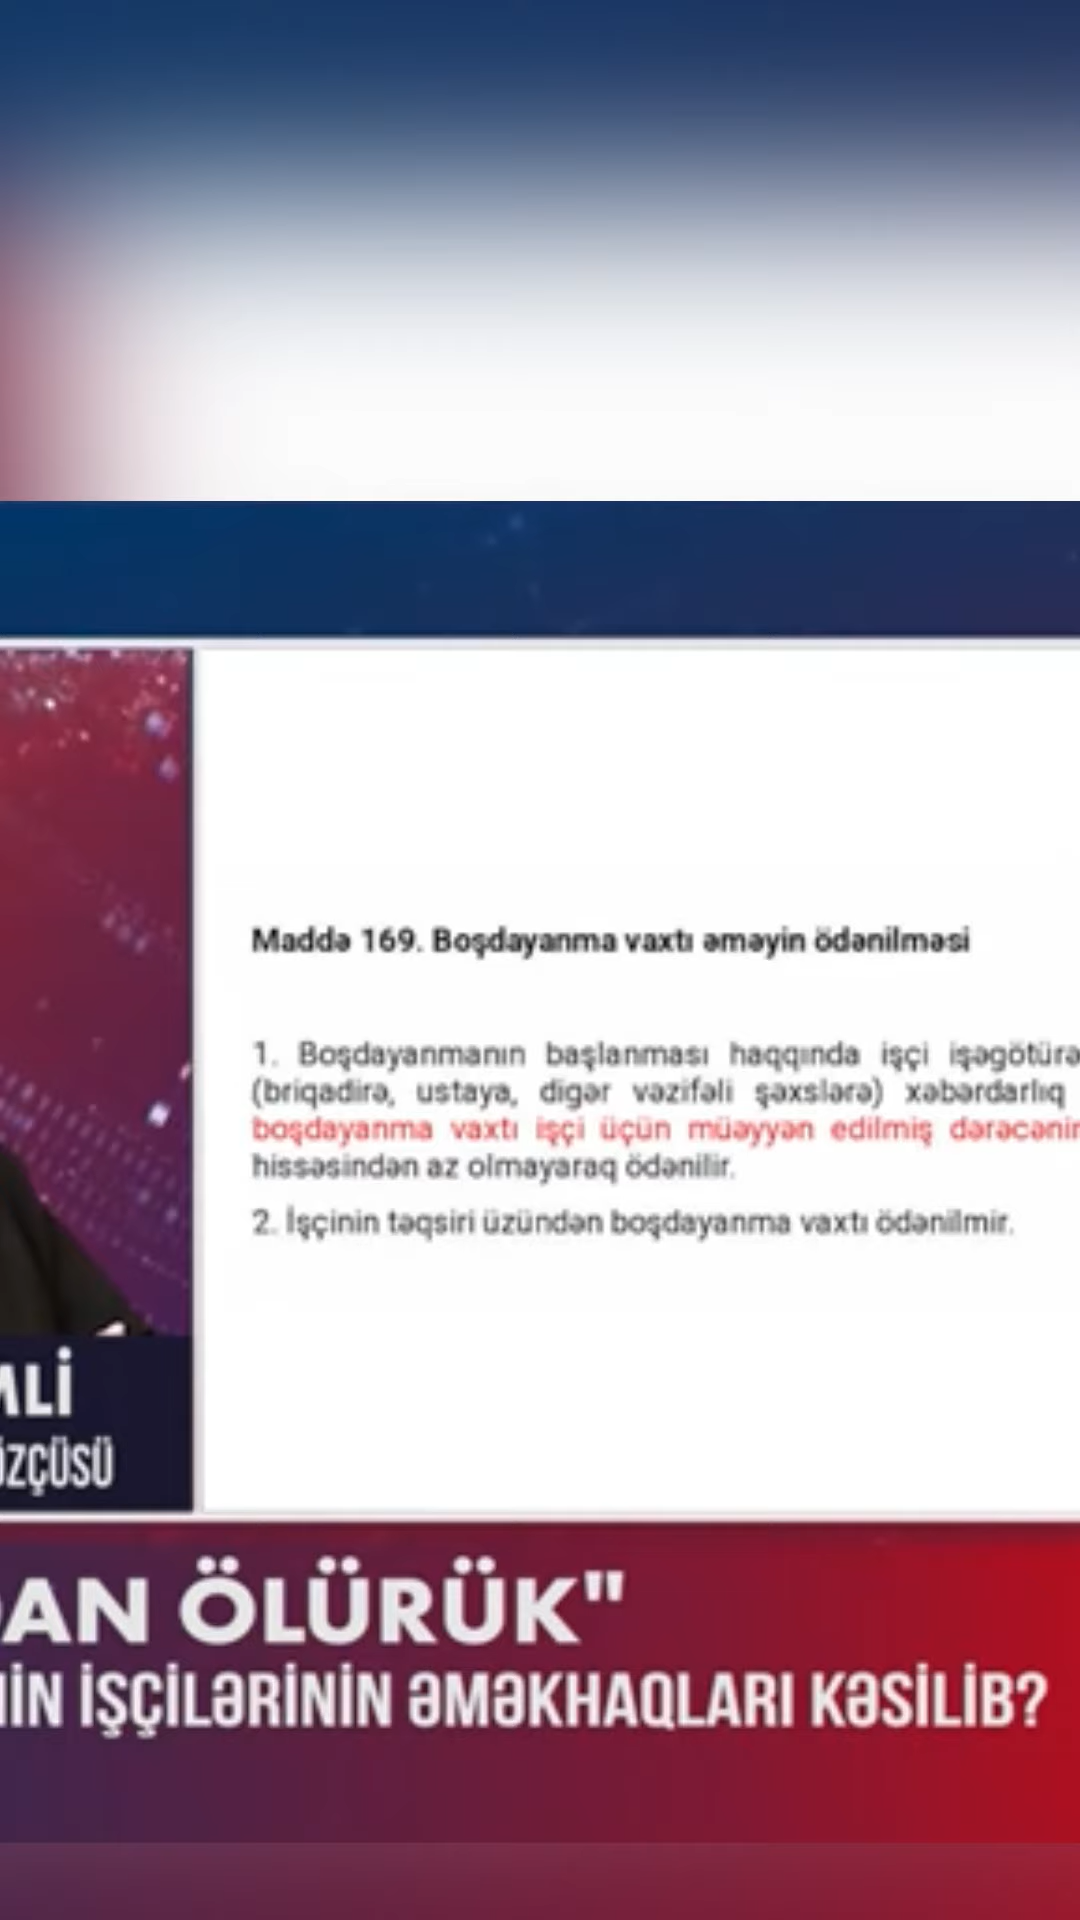 Maddə 169. Boşdayanma vaxtı əməyin ödənilməsi
1. Boşdayanmanın başlanması haqqında işçi işəgötürə
(briqadirə, ustaya, digər vəzifəli şəxslərə) xəbərdarlıq
boşdayanma vaxtı işçi üçün müəyyən edilmiş dərəcənin
hissəsindən az olmayaraq ödənilir.
2. İşçinin təqsiri üzündən boşdayanma vaxtı ödənilmir.
ALİ
ÖZÇÜSÜ
DAN ÖLÜRÜK"
NİN İŞÇİLƏRİNİN ƏMƏKHAQLARI KƏSİLİB?